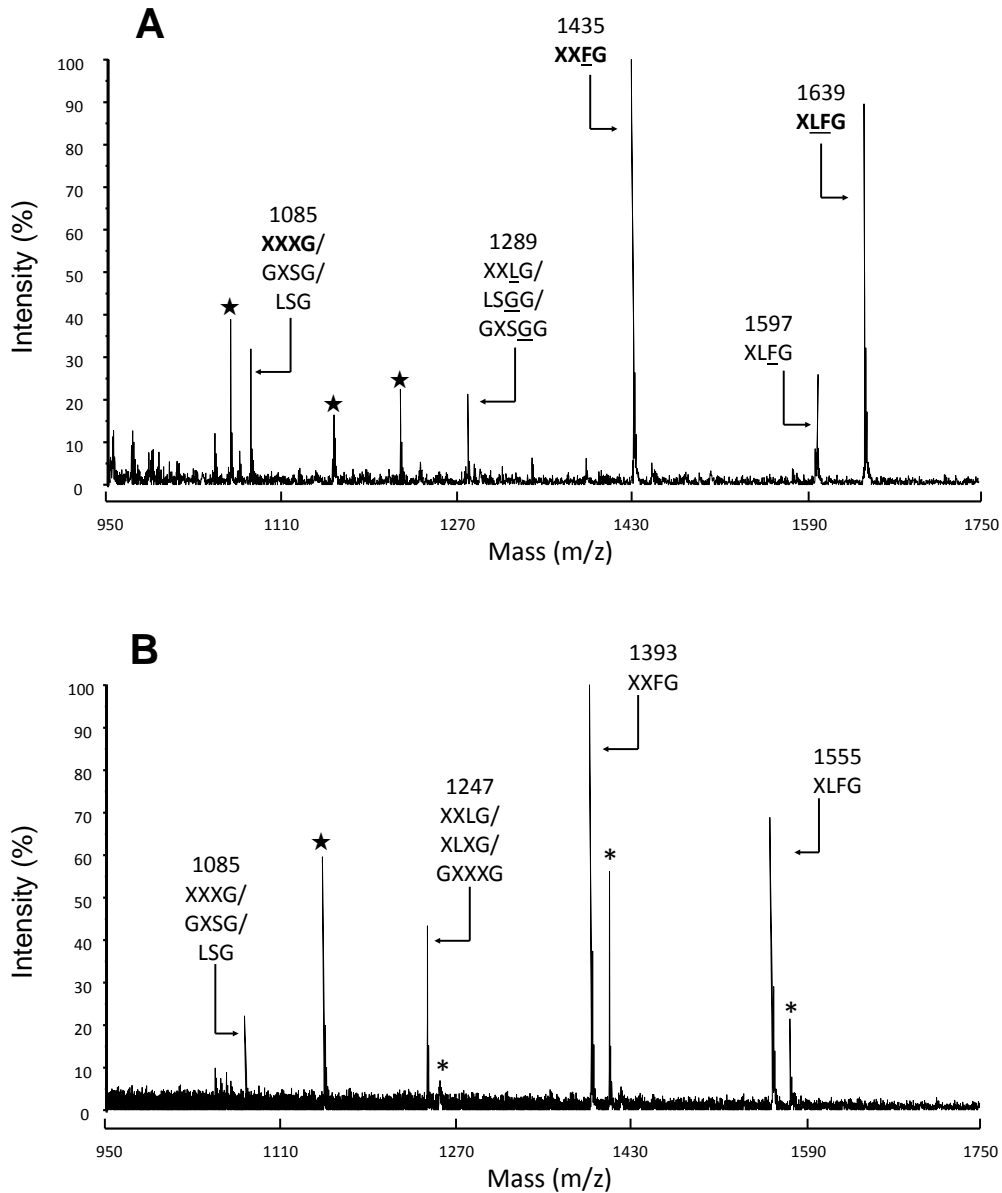 A
1435
XXFG
1639
XLFG
1085
XXXG/
GXSG/
LSG
★
★
★
1289
XXLG/
LSGG/
GXSGG
1597
XLFG
100
90
80
70
60
50
40
30
20
10
0
Intensity (%)
950 1110 1270 1430 1590 1750
Mass (m/z)
B
1393
XXFG
1555
XLFG
1247
XXLG/
XLXG/
GXXXG
1085
XXXG/
GXSG/
LSG
★
*
*
*
100
90
80
70
60
50
40
30
20
10
0
Intensity (%)
950 1110 1270 1430 1590 1750
Mass (m/z)